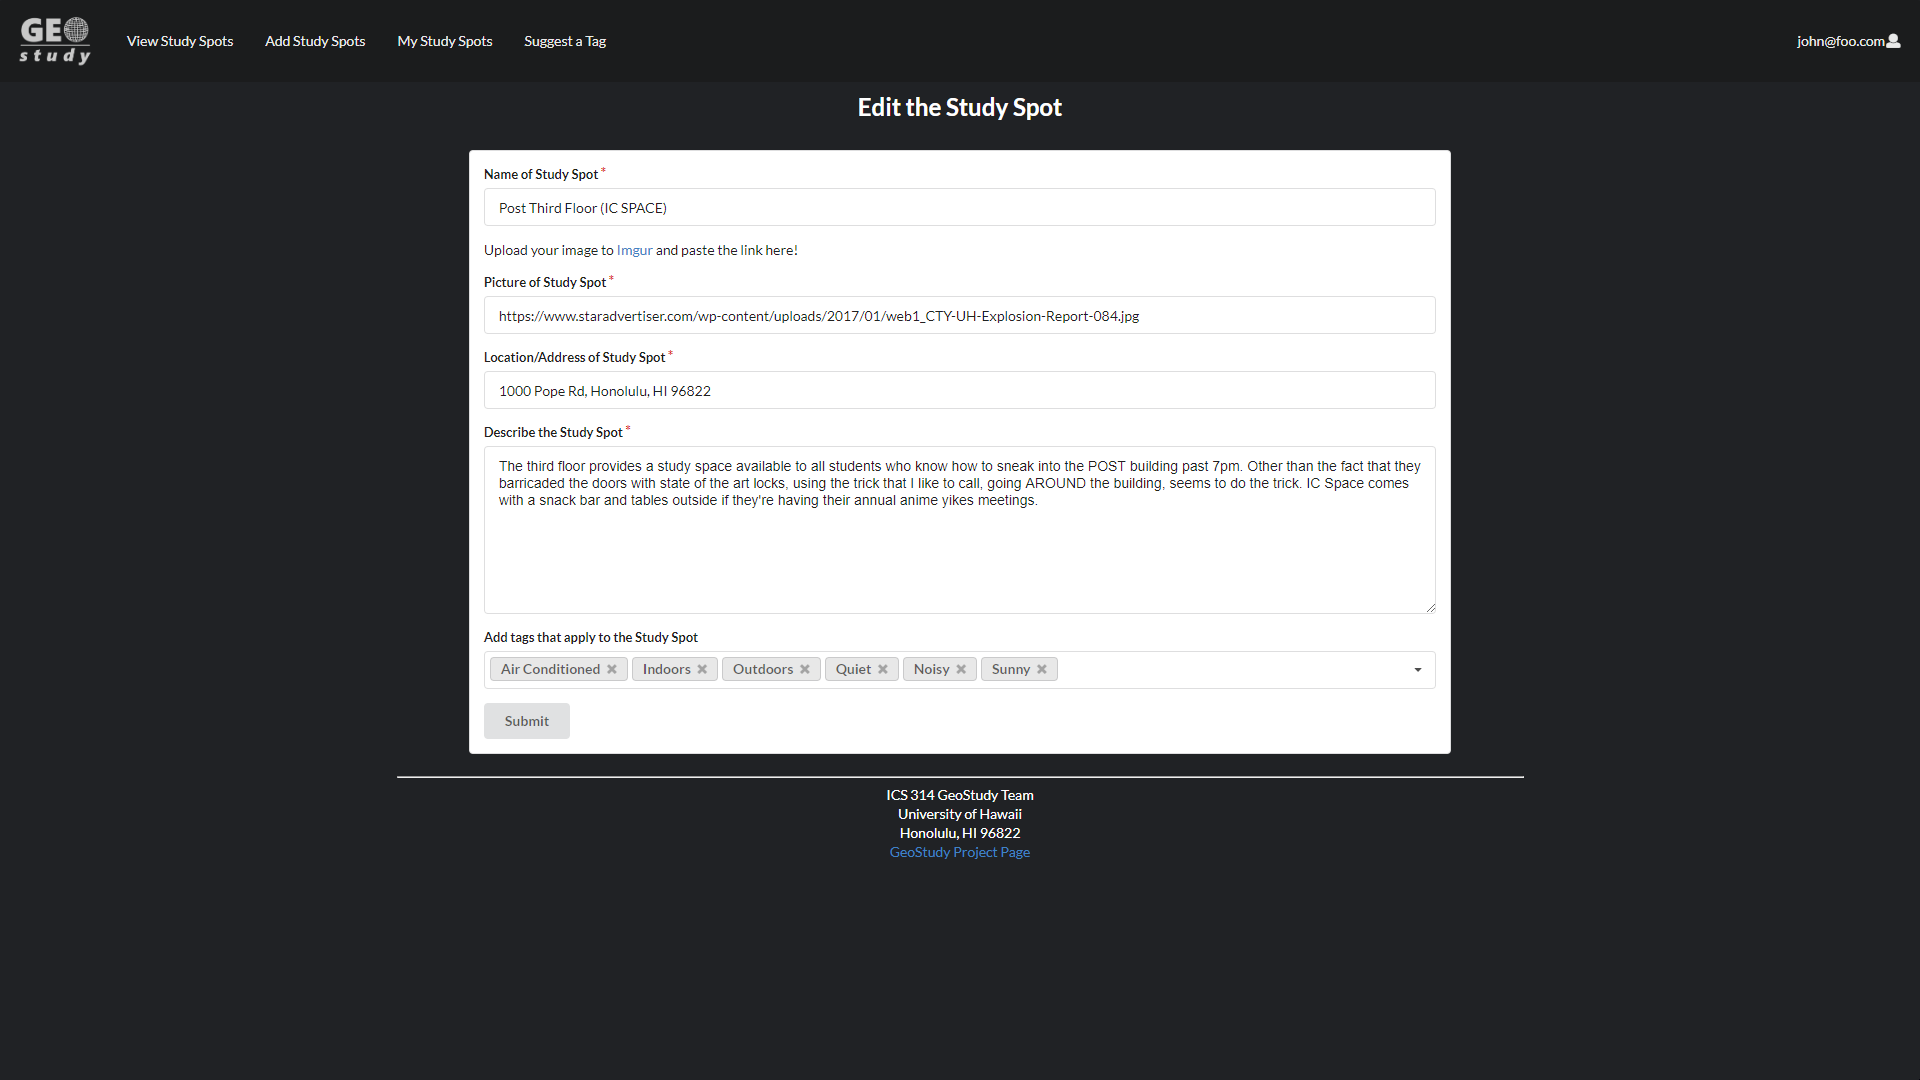 GEO
study
View Study Spots
Add Study Spots
My Study Spots
Suggest a Tag
john@foo.com
Edit the Study Spot
Name of Study Spot *
Post Third Floor (IC SPACE)
Upload your image to Imgur and paste the link here!
Picture of Study Spot *
https://www.staradvertiser.com/wp-content/uploads/2017/01/web1_CTY-UH-Explosion-Report-084.jpg
Location/Address of Study Spot *
1000 Pope Rd, Honolulu, HI 96822
Describe the Study Spot *
The third floor provides a study space available to all students who know how to sneak into the POST building past 7pm. Other than the fact that they
barricaded the doors with state of the art locks, using the trick that I like to call, going AROUND the building, seems to do the trick. IC Space comes
with a snack bar and tables outside if they're having their annual anime yikes meetings.
Add tags that apply to the Study Spot
Air Conditioned
Indoors
Outdoors
Quiet
Noisy
Sunny
Submit
ICS 314 GeoStudy Team
University of Hawaii
Honolulu, HI 96822
GeoStudy Project Page